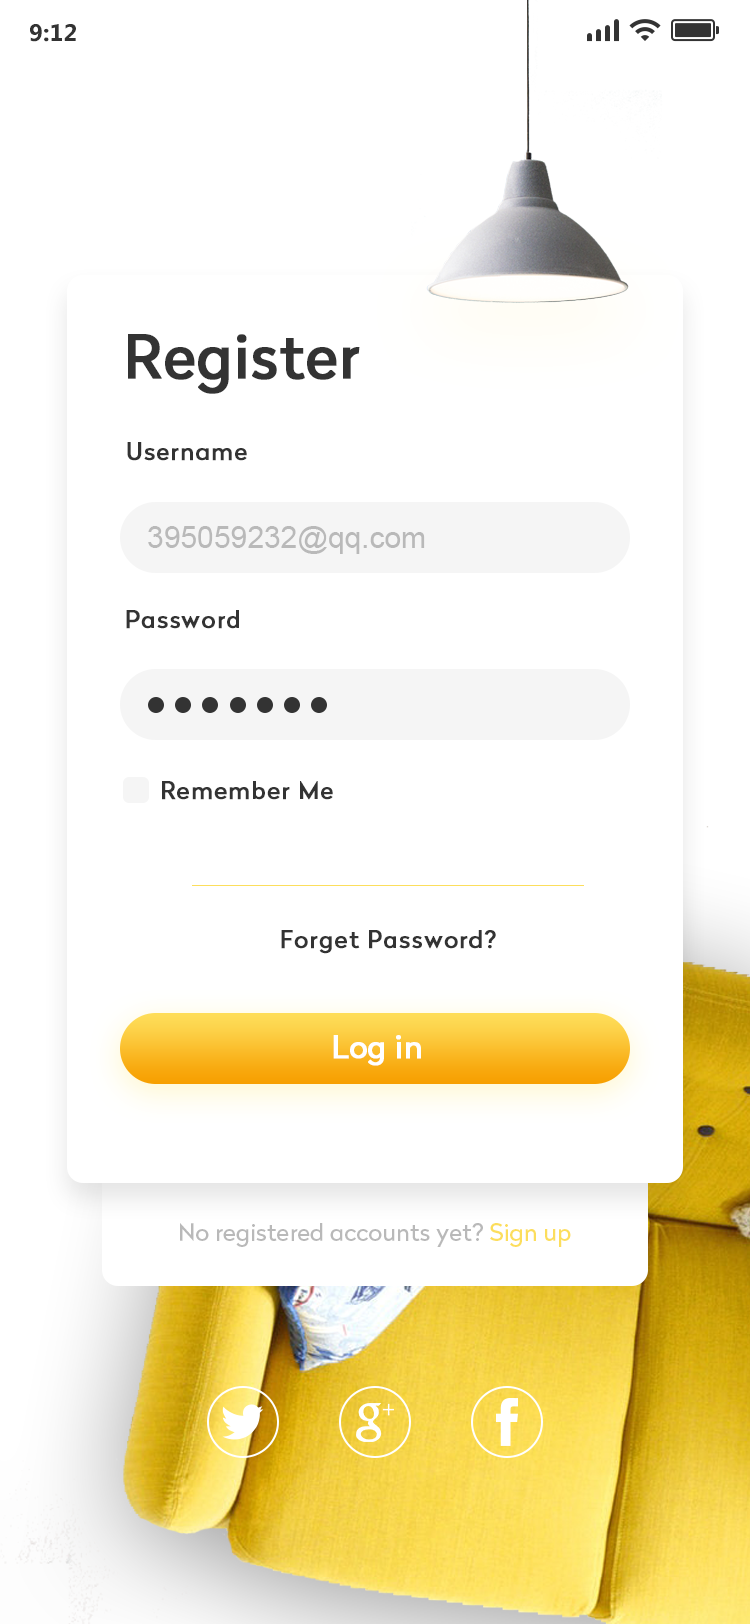 9:12
Register
Username
395059232@qq.com
Password
Remember Me
Forget Password?
Log in
No registered accounts yet? Sign up
g+
f